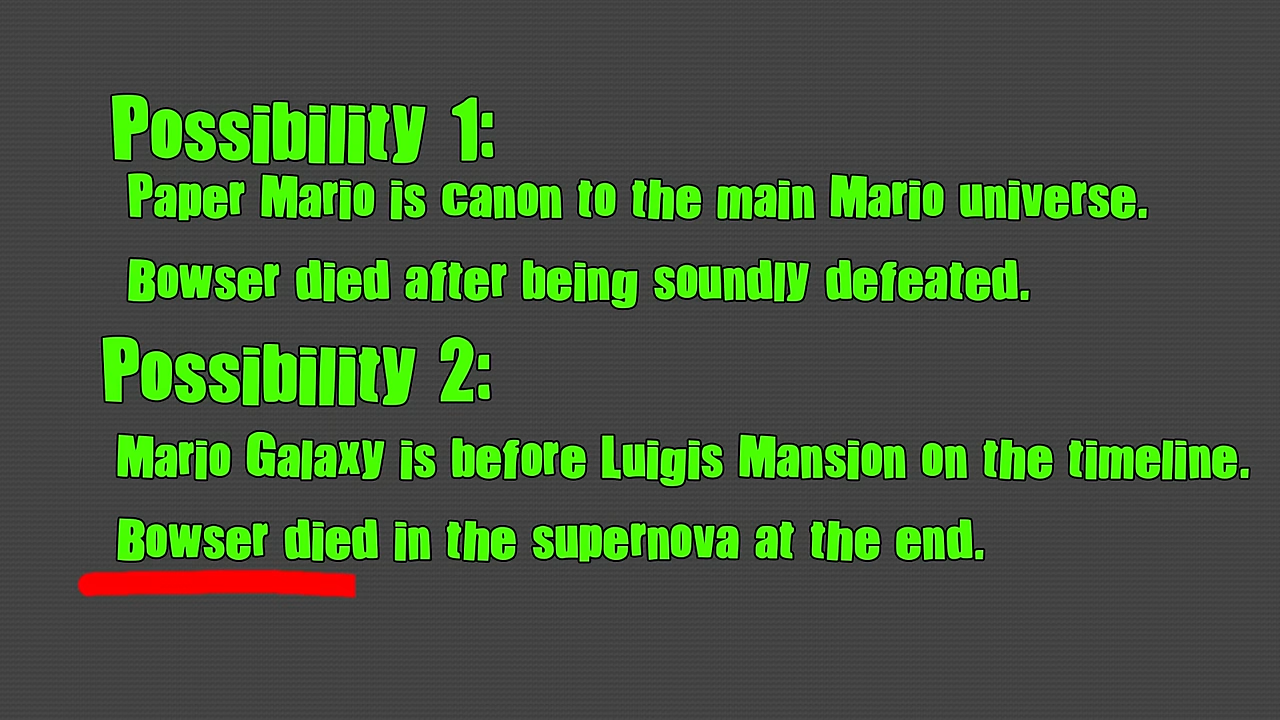 Possibility 1:
Paper Mario is canon to the main Mario universe.
Bowser died after being soundly defeated.
Possibility 2:
Mario Galaxy is before Luigis Mansion on the timeline.
Bowser died in the supernova at the end.